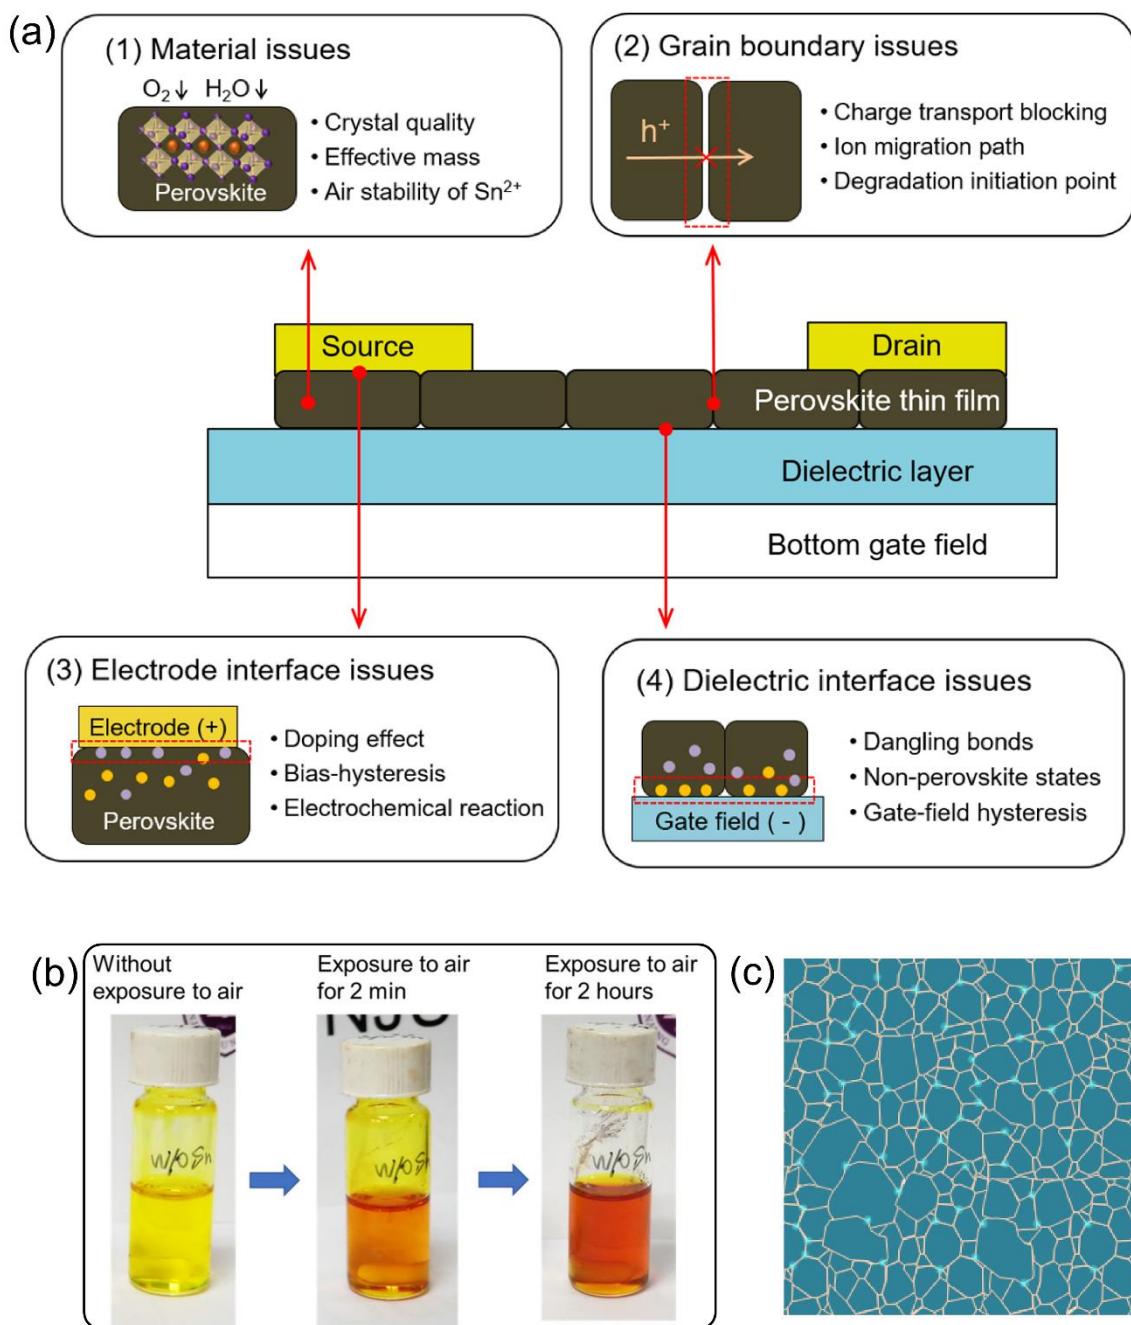 (a)
(1) Material issues
O₂↓ H₂O↓
Perovskite
• Crystal quality
• Effective mass
• Air stability of Sn²⁺
(2) Grain boundary issues
h⁺
• Charge transport blocking
• Ion migration path
• Degradation initiation point
Source
Drain
Perovskite thin film
Dielectric layer
Bottom gate field
(3) Electrode interface issues
Electrode (+)
Perovskite
• Doping effect
• Bias-hysteresis
• Electrochemical reaction
(4) Dielectric interface issues
Gate field ( - )
• Dangling bonds
• Non-perovskite states
• Gate-field hysteresis
(b)
Without
exposure to air
Exposure to air
for 2 min
Exposure to air
for 2 hours
W/O Sn
W/O
W/O Sn
(c)